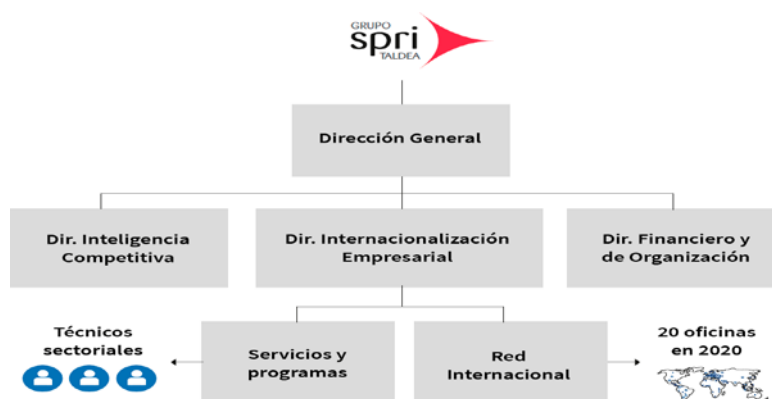 GRUPO
spri
TALDEA
Dirección General
Dir. Inteligencia
Competitiva
Dir. Internacionalización
Empresarial
Dir. Financiero y
de Organización
Técnicos
sectoriales
Servicios y
programas
Red
Internacional
20 oficinas
en 2020